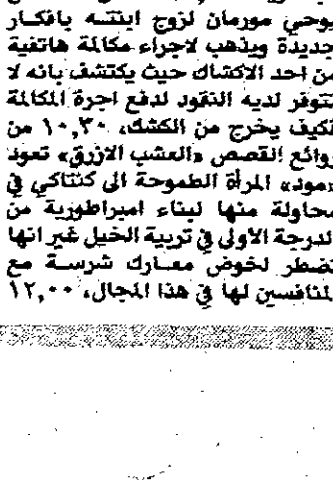 يوحي مورمان لزوج ابنته بافكار
جديدة ويذهب لاجراء مكالمة هاتفية
من احد الاكشاك حيث يكتشف بانه لا
تتوفر لديه النقود لدفع اجرة المكالمة
فكيف يخرج من الكشك، ١٠,٣٠ من
روائع القصص «العشب الازرق» تعود
«مود» المرأة الطموحة الى كنتاكي في
محاولة منها لبناء امبراطورية من
الدرجة الاولى في تربية الخيل غير انها
تضطر لخوض معارك شرسة مع
المنافسين لها في هذا المجال، ١٢,٠٠